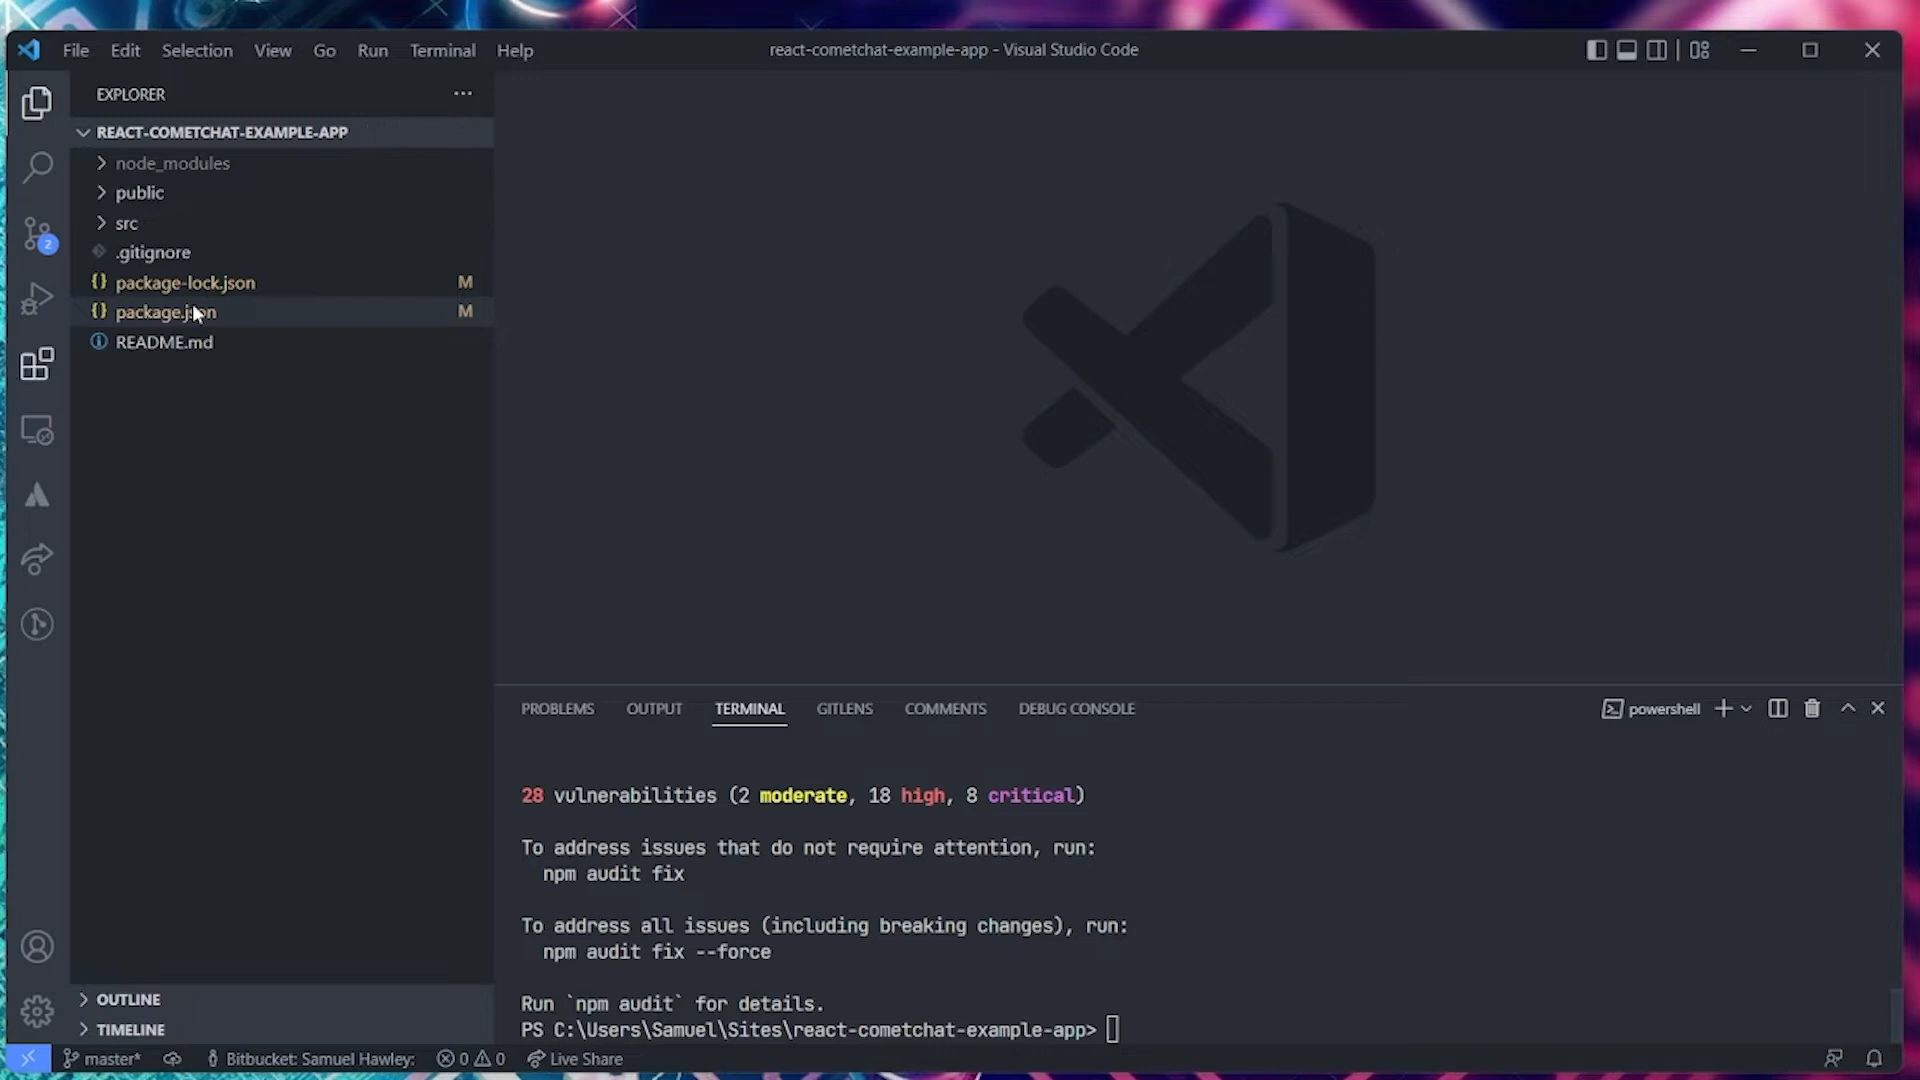 File Edit Selection View Go Run Terminal Help
react-cometchat-example-app - Visual Studio Code
EXPLORER
REACT-COMETCHAT-EXAMPLE-APP
node_modules
public
src
.gitignore
package-lock.json M
package.json M
README.md
2
PROBLEMS OUTPUT TERMINAL GITLENS COMMENTS DEBUG CONSOLE
powershell
28 vulnerabilities (2 moderate, 18 high, 8 critical)
To address issues that do not require attention, run:
npm audit fix
To address all issues (including breaking changes), run:
npm audit fix --force
Run `npm audit` for details.
PS C:\Users\Samuel\Sites\react-cometchat-example-app>
OUTLINE
TIMELINE
master* Bitbucket: Samuel Hawley: 0 0 Live Share